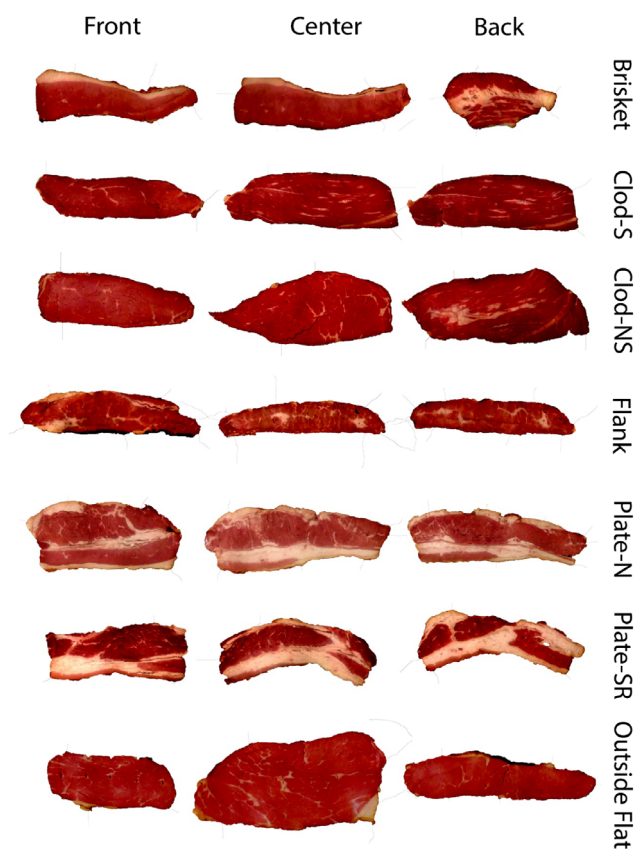 Front
Center
Back
Brisket
Clod-S
Clod-NS
Flank
Plate-N
Plate-SR
Outside Flat